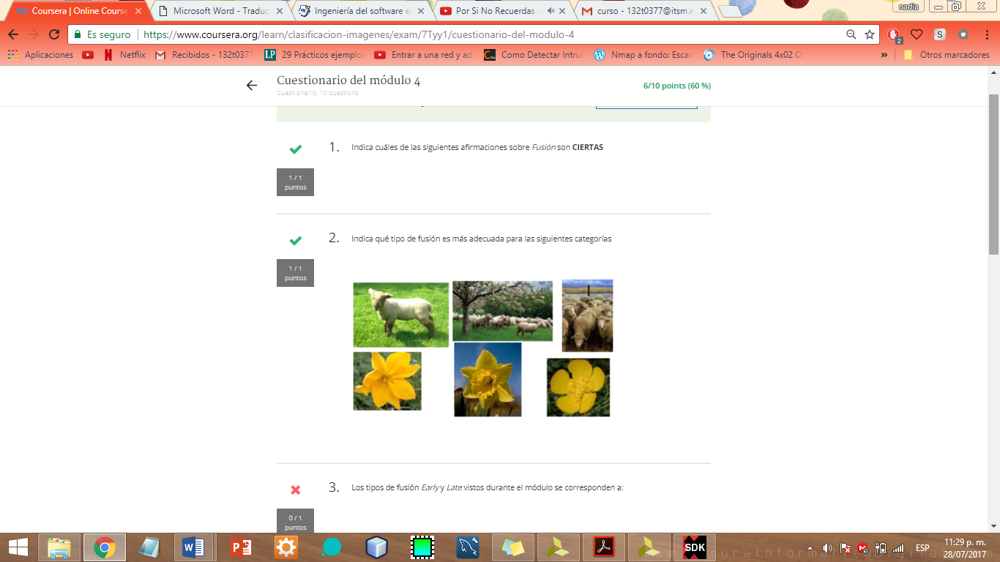 nadia
Coursera | Online Course
Microsoft Word - Traduc
Ingeniería del software e
Por Si No Recuerdas -
curso - 132t0377@itsm.e
Es seguro
https://www.coursera.org/learn/clasificacion-imagenes/exam/7Tyy1/cuestionario-del-modulo-4
2
S
Aplicaciones
Netflix
Recibidos - 132t0377
LP
29 Prácticos ejemplo
Entrar a una red y ad
Como Detectar Intrus
Nmap a fondo: Escan
The Originals 4x02 O
»
Otros marcadores
Cuestionario del módulo 4
Cuestionario, 10 questions
6/10 points (60 %)
1.
Indica cuáles de las siguientes afirmaciones sobre Fusión son CIERTAS
1 / 1
puntos
2.
Indica qué tipo de fusión es más adecuada para las siguientes categorías
1 / 1
puntos
3.
Los tipos de fusión Early y Late vistos durante el módulo se corresponden a:
0 / 1
puntos
SDK
ESP
11:29 p. m.
28/07/2017